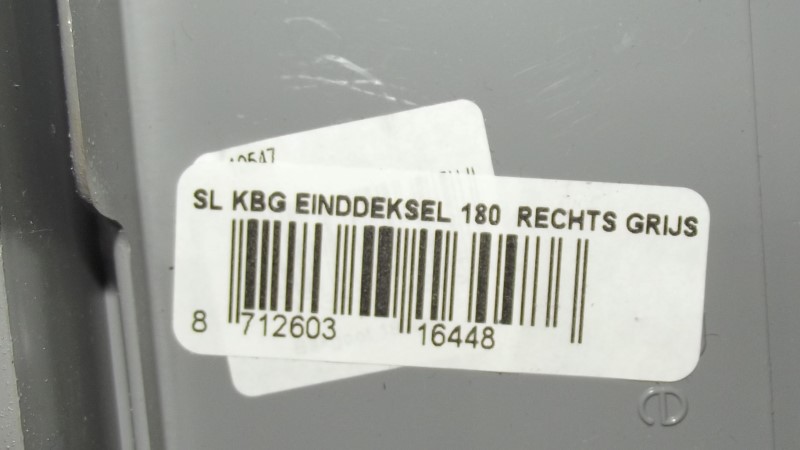 SL KBG EINDDEKSEL 180 RECHTS GRIJS
8 712603 16448